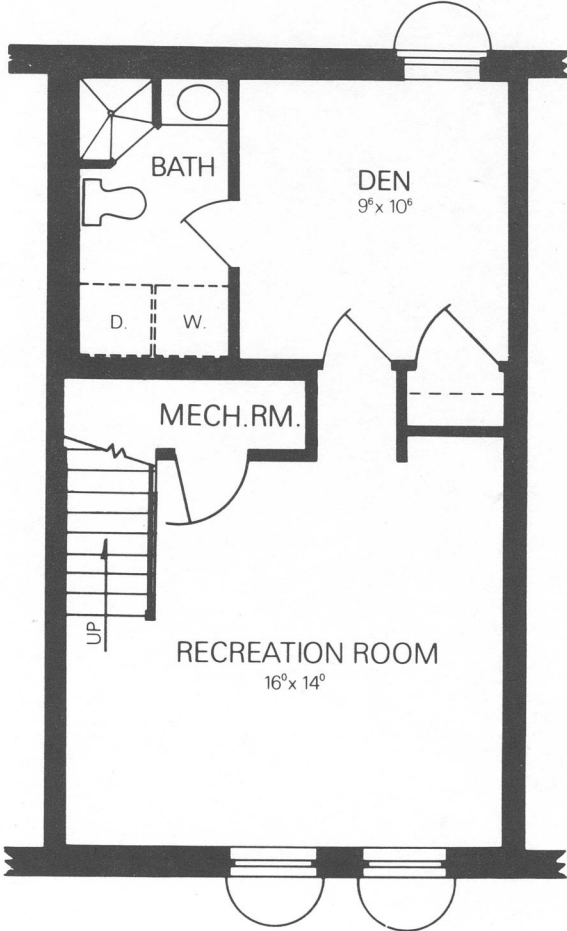 BATH
DEN
9⁶ x 10⁶
D. W.
MECH.RM.
UP
RECREATION ROOM
16⁰ x 14⁰